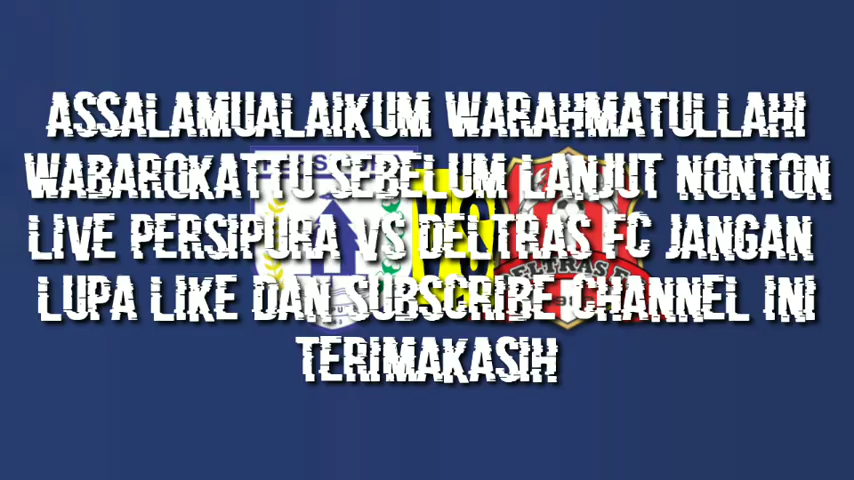 ASSALAMUALAIKUM WARAHMATULLAHI
WABAROKATTU SEBELUM LANJUT NONTON
LIVE PERSIPURA VS DELTRAS FC JANGAN
LUPA LIKE DAN SUBSCRIBE CHANNEL INI
TERIMAKASIH
VS